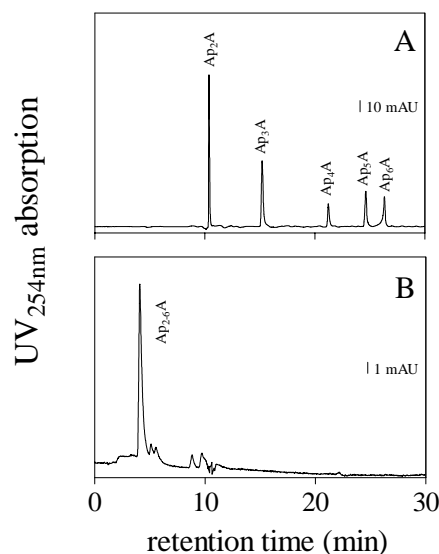 A
Ap₂A
Ap₃A
Ap₄A
Ap₅A
Ap₆A
10 mAU
UV₂₅₄ₙₘ absorption
B
Ap₂₋₆A
1 mAU
0 10 20 30
retention time (min)